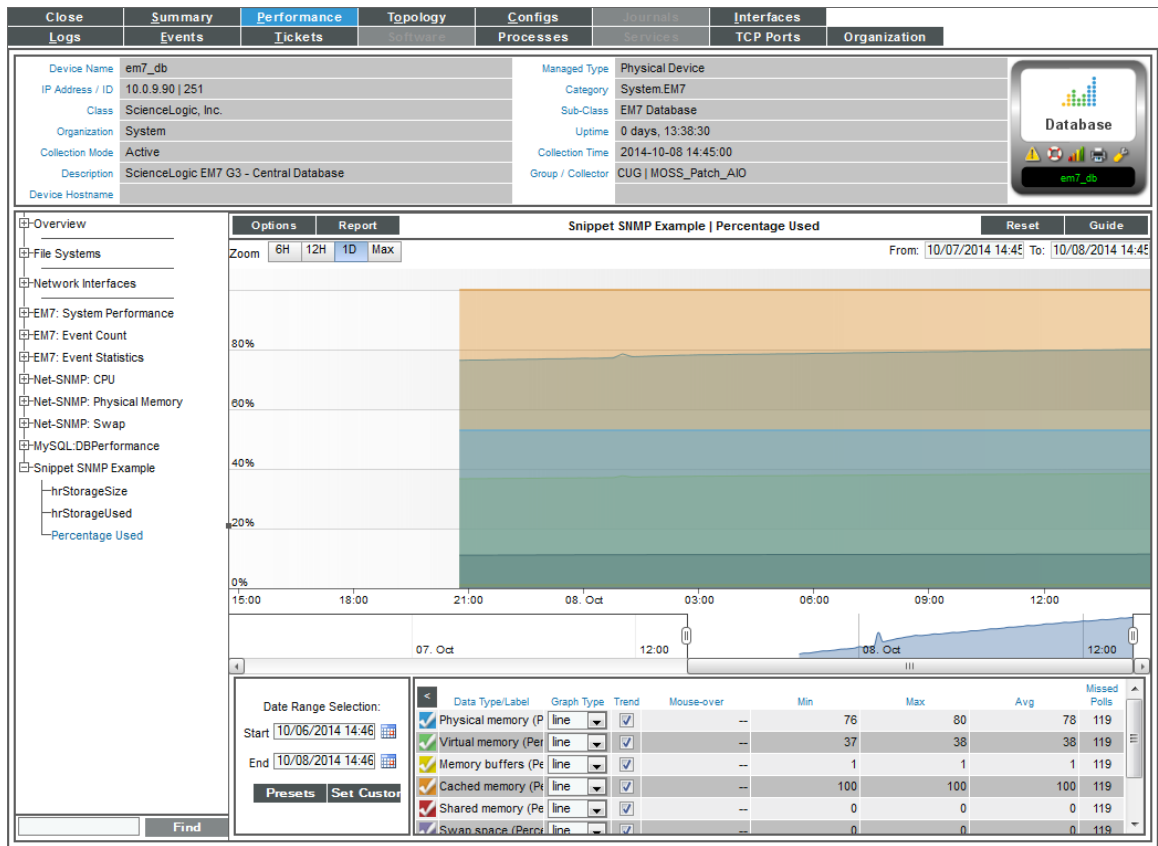 Close Summary Performance Topology Configs Journals Interfaces
Logs Events Tickets Software Processes Services TCP Ports Organization
Device Name em7_db Managed Type Physical Device
IP Address / ID 10.0.9.90 | 251 Category System.EM7
Class ScienceLogic, Inc. Sub-Class EM7 Database
Organization System Uptime 0 days, 13:38:30
Collection Mode Active Collection Time 2014-10-08 14:45:00
Description ScienceLogic EM7 G3 - Central Database Group / Collector CUG | MOSS_Patch_AIO
Device Hostname
Database
em7_db
Overview
File Systems
Network Interfaces
EM7: System Performance
EM7: Event Count
EM7: Event Statistics
Net-SNMP: CPU
Net-SNMP: Physical Memory
Net-SNMP: Swap
MySQL:DBPerformance
Snippet SNMP Example
hrStorageSize
hrStorageUsed
Percentage Used
Find
Options Report Snippet SNMP Example | Percentage Used Reset Guide
Zoom 6H 12H 1D Max From: 10/07/2014 14:45 To: 10/08/2014 14:45
80%
60%
40%
20%
0%
15:00 18:00 21:00 08. Oct 03:00 06:00 09:00 12:00
07. Oct 12:00 08. Oct 12:00
Date Range Selection:
Start 10/06/2014 14:46
End 10/08/2014 14:46
Presets Set Custor
< Data Type/Label Graph Type Trend Mouse-over Min Max Avg Missed Polls
Physical memory (P line -- 76 80 78 119
Virtual memory (Per line -- 37 38 38 119
Memory buffers (Pe line -- 1 1 1 119
Cached memory (Pe line -- 100 100 100 119
Shared memory (Pe line -- 0 0 0 119
Swap space (Perce line -- 0 0 0 119